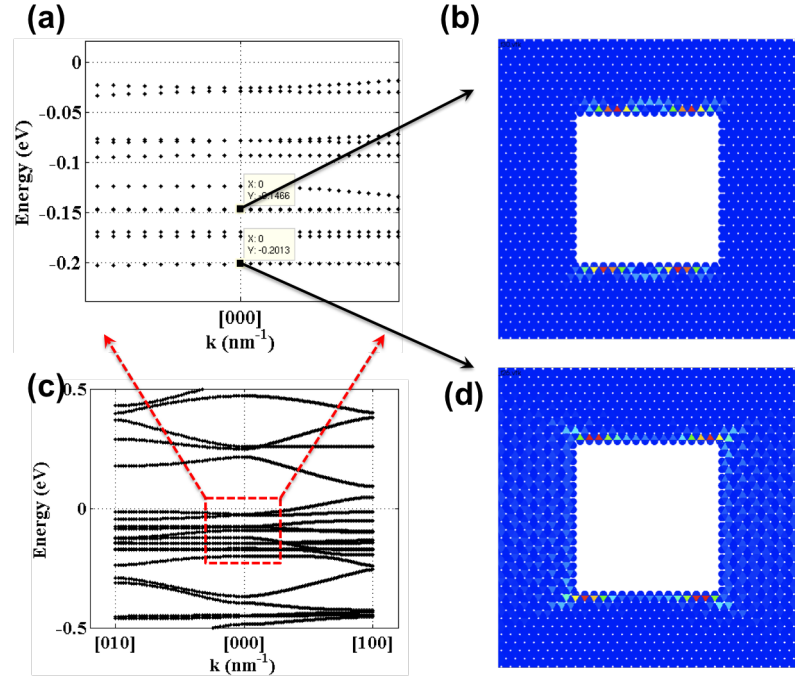 (a)
0
-0.05
-0.1
-0.15
-0.2
Energy (eV)
X: 0
Y: -0.1466
X: 0
Y: -0.2013
[000]
k (nm⁻¹)
(b)
(c)
0.5
0
-0.5
Energy (eV)
[010]
[000]
[100]
k (nm⁻¹)
(d)